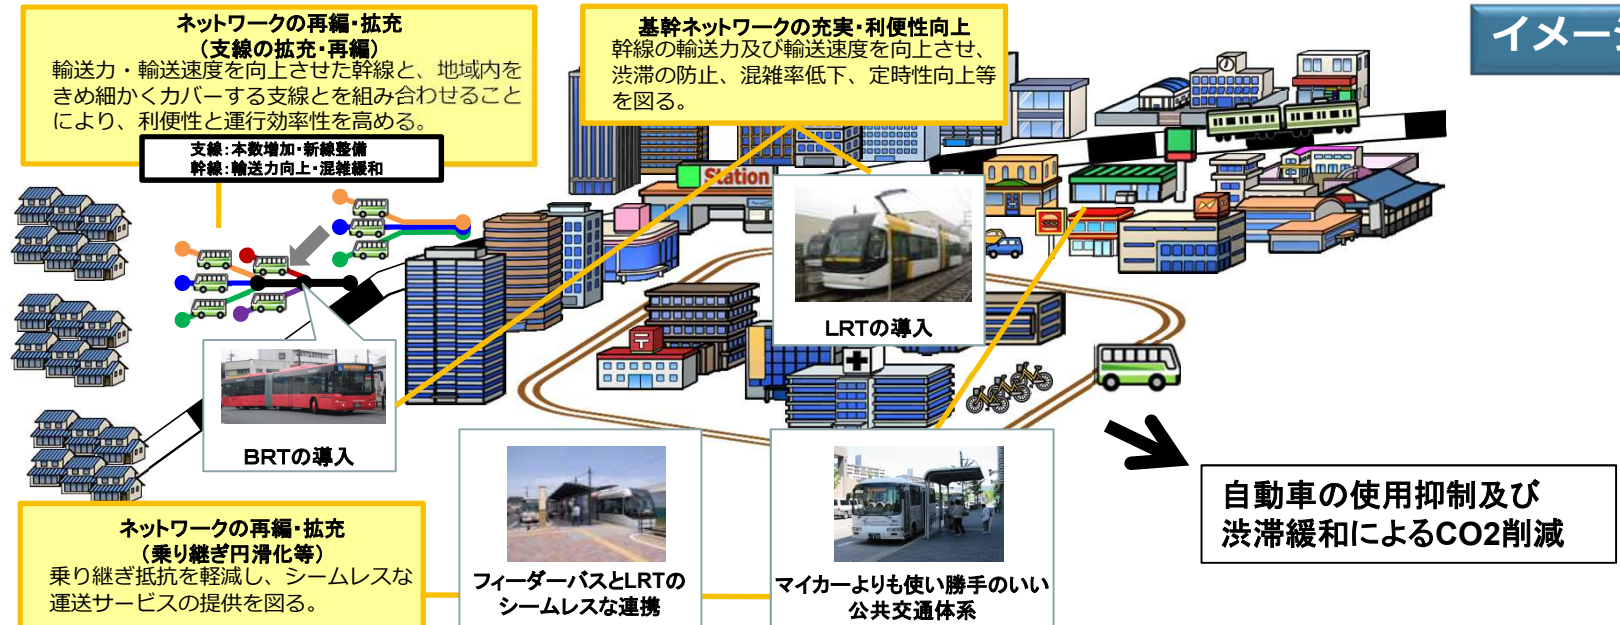 ネットワークの再編・拡充
（支線の拡充・再編）
輸送力・輸送速度を向上させた幹線と、地域内を
きめ細かくカバーする支線とを組み合わせること
により、利便性と運行効率性を高める。
支線：本数増加・新線整備
幹線：輸送力向上・混雑緩和
基幹ネットワークの充実・利便性向上
幹線の輸送力及び輸送速度を向上させ、
渋滞の防止、混雑率低下、定時性向上等
を図る。
イメー
Station
LRTの導入
BRTの導入
ネットワークの再編・拡充
（乗り継ぎ円滑化等）
乗り継ぎ抵抗を軽減し、シームレスな
運送サービスの提供を図る。
フィーダーバスとLRTの
シームレスな連携
マイカーよりも使い勝手のいい
公共交通体系
自動車の使用抑制及び
渋滞緩和によるCO2削減